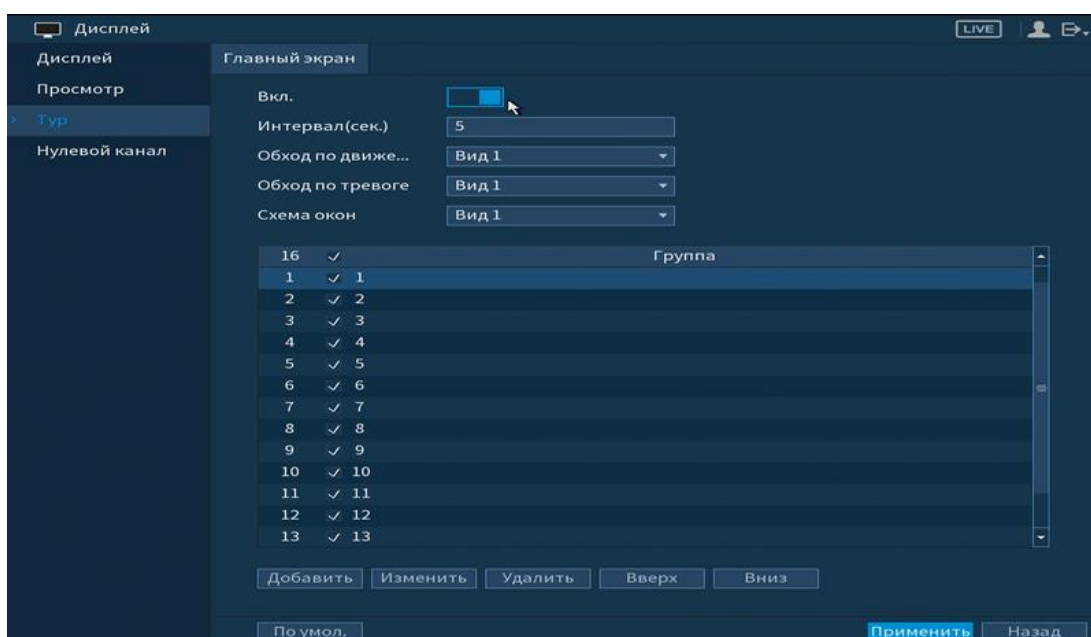 Дисплей LIVE
Дисплей
Просмотр
Тур
Нулевой канал
Главный экран
Вкл.
Интервал(сек.) 5
Обход по движе... Вид 1
Обход по тревоге Вид 1
Схема окон Вид 1
16 Группа
1 1
2 2
3 3
4 4
5 5
6 6
7 7
8 8
9 9
10 10
11 11
12 12
13 13
Добавить Изменить Удалить Вверх Вниз
По умол. Применить Назад